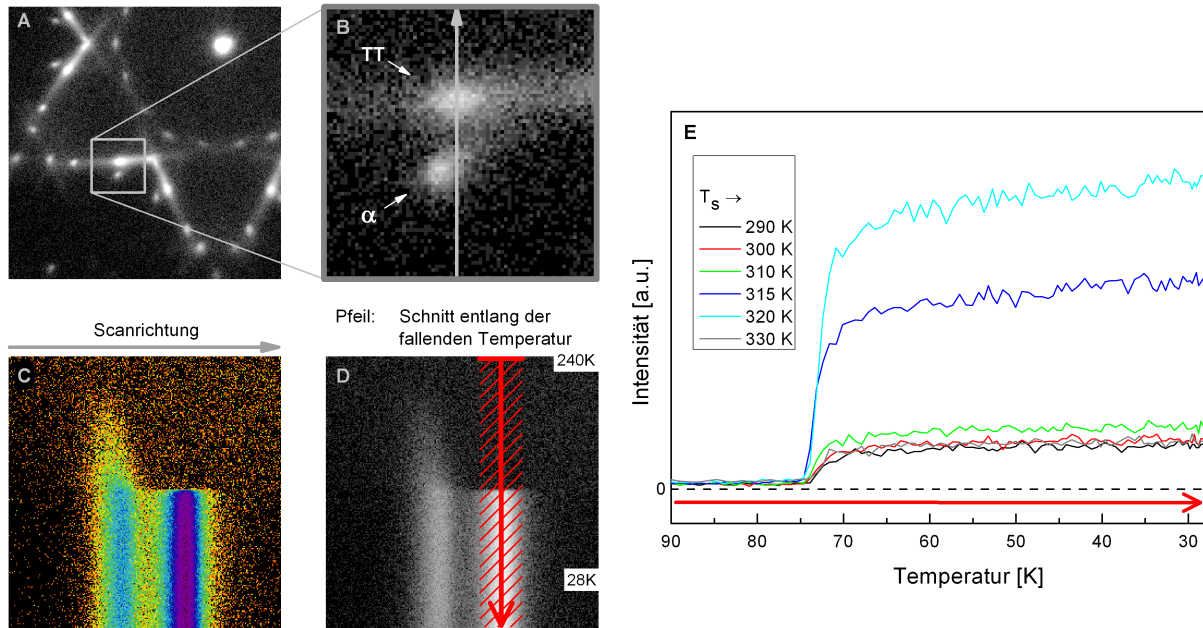 A
B
TT
α
Scanrichtung
Pfeil: Schnitt entlang der
fallenden Temperatur
C
D
240K
28K
E
T_s →
290 K
300 K
310 K
315 K
320 K
330 K
Intensität [a.u.]
0
90 80 70 60 50 40 30
Temperatur [K]